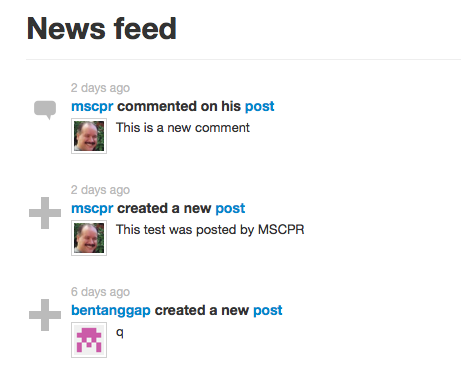 News feed
2 days ago
mscpr commented on his post
This is a new comment
2 days ago
mscpr created a new post
This test was posted by MSCPR
6 days ago
bentanggap created a new post
q